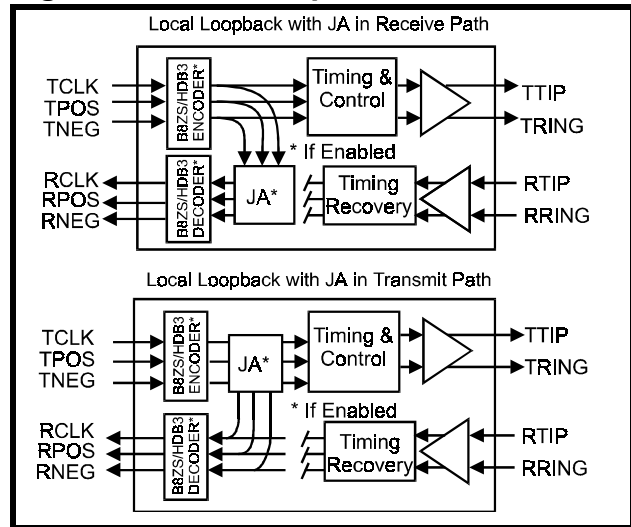 Local Loopback with JA in Receive Path
TCLK
TPOS
TNEG
B8ZS/HDB3
ENCODER*
Timing &
Control
TTIP
TRING
* If Enabled
RCLK
RPOS
RNEG
B8ZS/HDB3
DECODER*
JA*
Timing
Recovery
RTIP
RRING
Local Loopback with JA in Transmit Path
TCLK
TPOS
TNEG
B8ZS/HDB3
ENCODER*
JA*
Timing &
Control
TTIP
TRING
* If Enabled
RCLK
RPOS
RNEG
B8ZS/HDB3
DECODER*
Timing
Recovery
RTIP
RRING